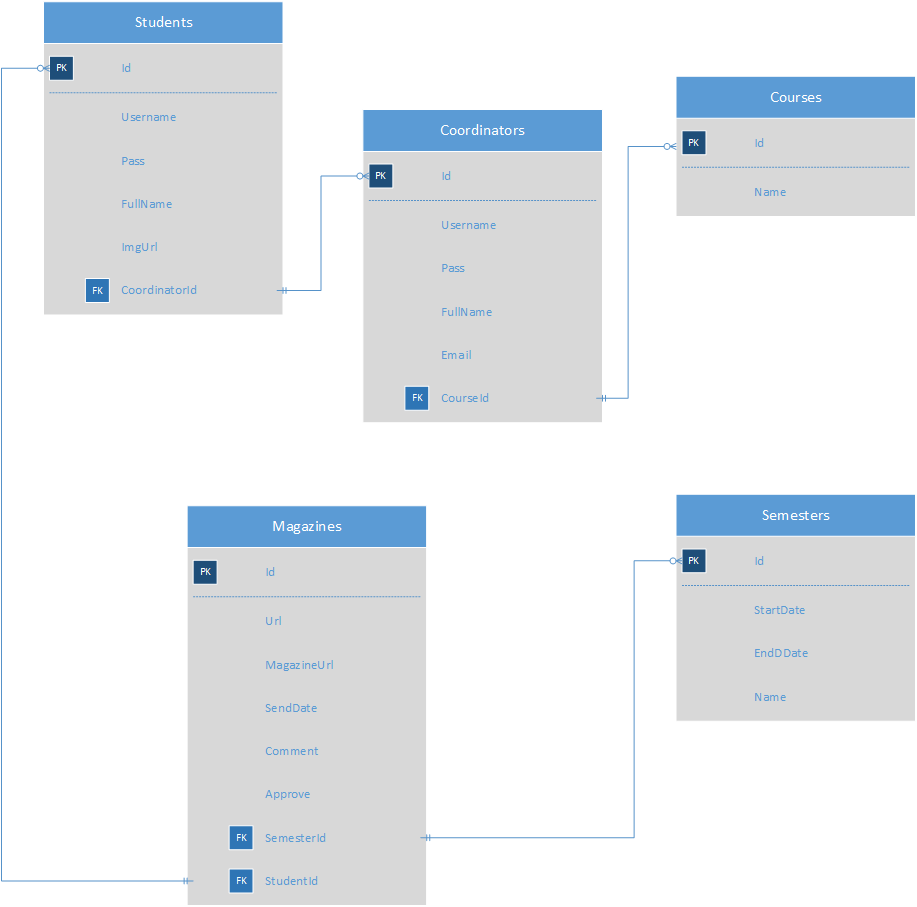 Students
PK Id
Username
Pass
FullName
ImgUrl
FK CoordinatorId
Coordinators
PK Id
Username
Pass
FullName
Email
FK CourseId
Courses
PK Id
Name
Magazines
PK Id
Url
MagazineUrl
SendDate
Comment
Approve
FK SemesterId
FK StudentId
Semesters
PK Id
StartDate
EndDDate
Name